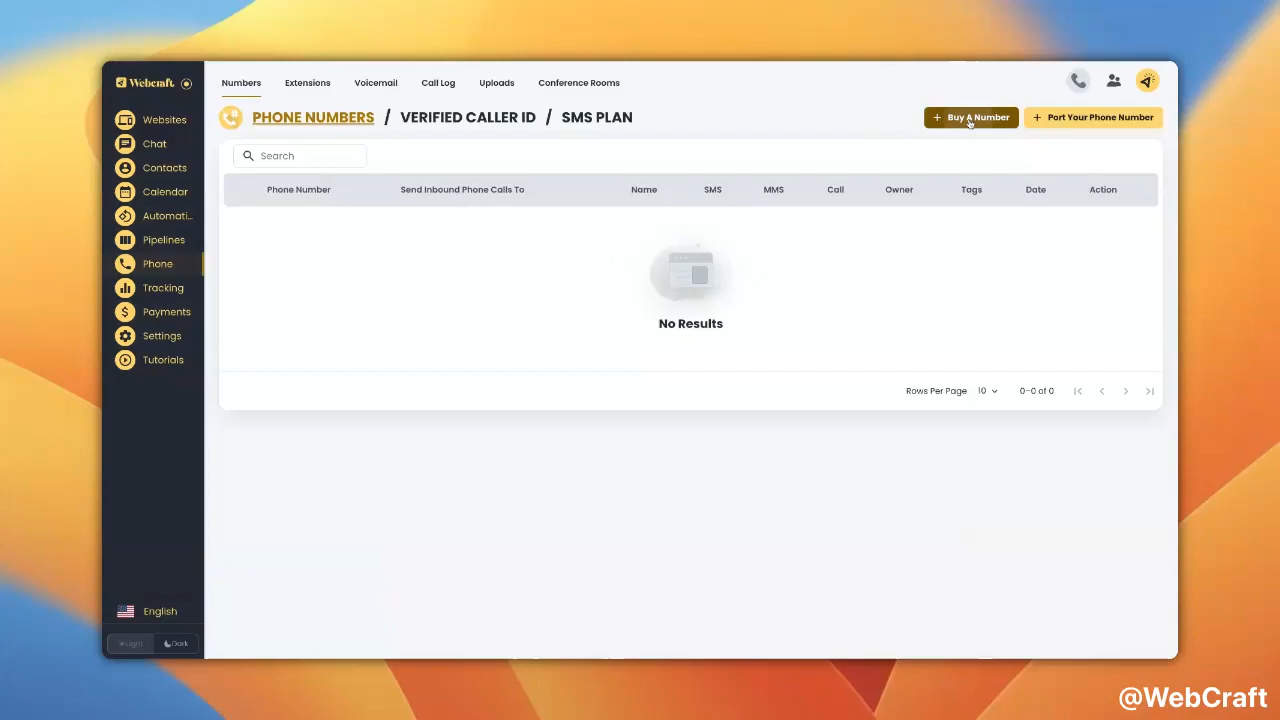 Webcraft
Numbers
Extensions
Voicemail
Call Log
Uploads
Conference Rooms
PHONE NUMBERS / VERIFIED CALLER ID / SMS PLAN
+ Buy A Number
+ Port Your Phone Number
Websites
Chat
Contacts
Calendar
Automati...
Pipelines
Phone
Tracking
Payments
Settings
Tutorials
Search
Phone Number
Send Inbound Phone Calls To
Name
SMS
MMS
Call
Owner
Tags
Date
Action
No Results
Rows Per Page 10
0-0 of 0
English
Light
Dark
@WebCraft